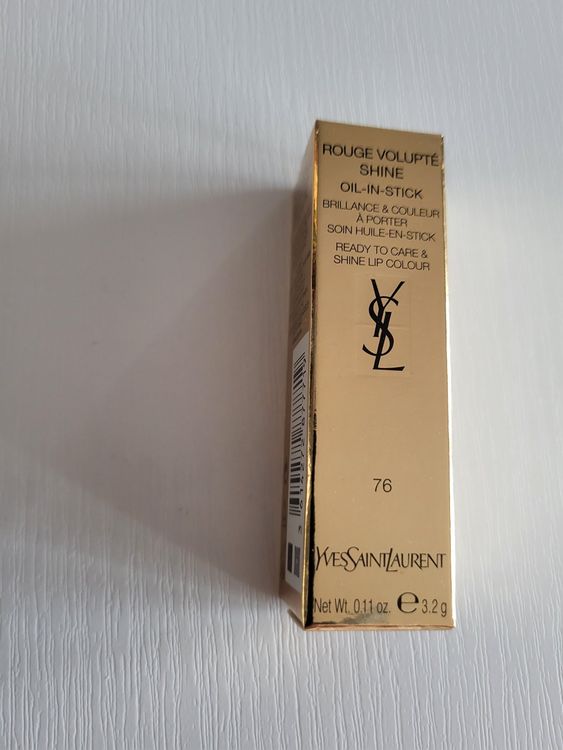 ROUGE VOLUPTÉ
SHINE
OIL-IN-STICK
BRILLANCE & COULEUR
À PORTER
SOIN HUILE-EN-STICK
READY TO CARE &
SHINE LIP COLOUR
YSL
76
YVESSAINTLAURENT
Net Wt. 0.11 oz. e 3.2 g